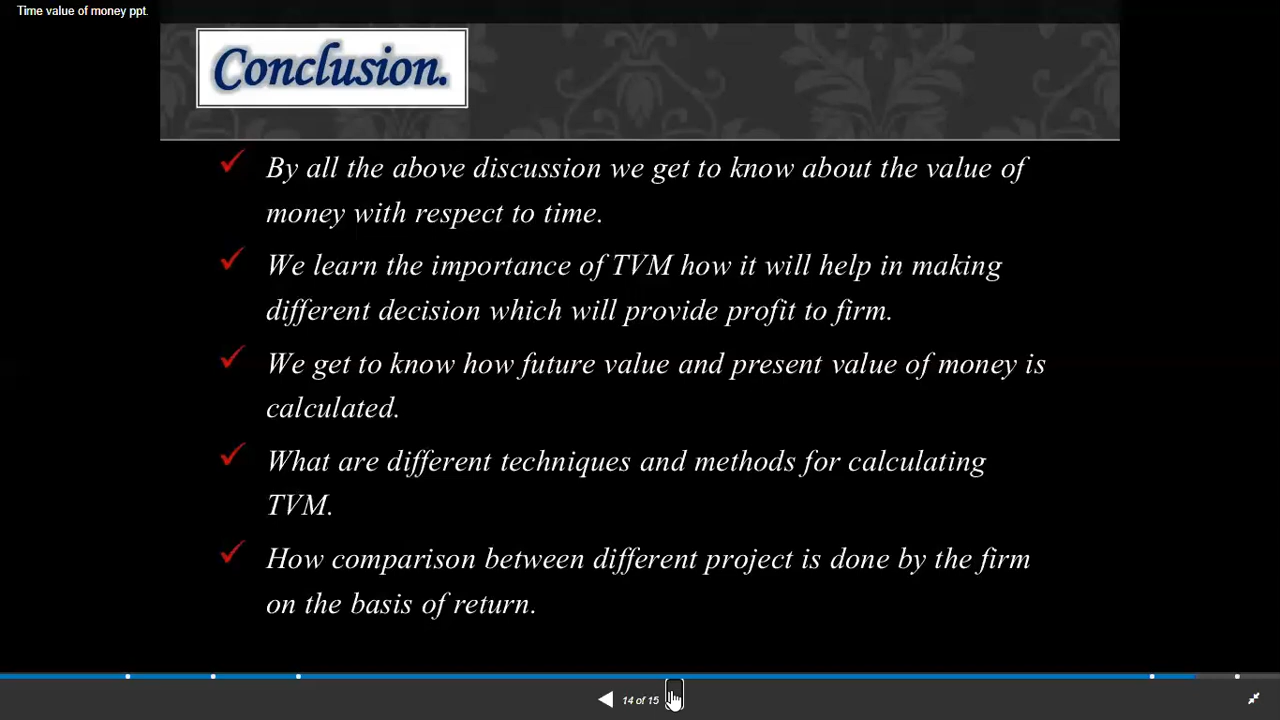 Time value of money ppt.
Conclusion.
By all the above discussion we get to know about the value of
money with respect to time.
We learn the importance of TVM how it will help in making
different decision which will provide profit to firm.
We get to know how future value and present value of money is
calculated.
What are different techniques and methods for calculating
TVM.
How comparison between different project is done by the firm
on the basis of return.
14 of 15